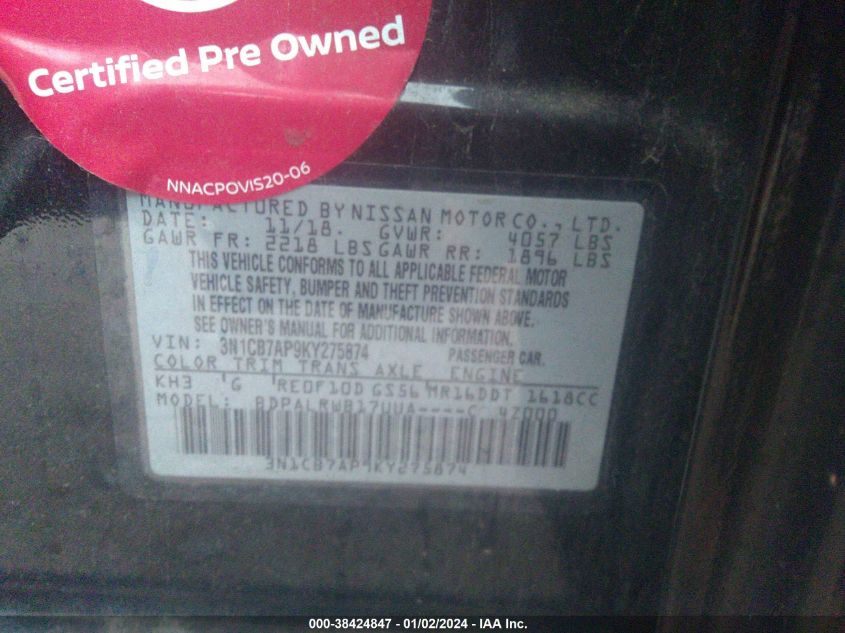 Certified Pre Owned
NNACPOVIS20-06
MANUFACTURED BY NISSAN MOTOR CO., LTD.
DATE: 11/18. GVWR: 4057 LBS
GAWR FR: 2218 LBS GAWR RR: 1896 LBS
THIS VEHICLE CONFORMS TO ALL APPLICABLE FEDERAL MOTOR
VEHICLE SAFETY, BUMPER AND THEFT PREVENTION STANDARDS
IN EFFECT ON THE DATE OF MANUFACTURE SHOWN ABOVE.
SEE OWNER'S MANUAL FOR ADDITIONAL INFORMATION.
VIN: 3N1CB7AP9KY275874 PASSENGER CAR.
COLOR TRIM TRANS AXLE ENGINE
KH3 G RE0F10D GS56 MR16DDT 1618CC
MODEL: BDPALRWB17UUA----C 47000
3N1CB7AP9KY275874
000-38424847 - 01/02/2024 - IAA Inc.